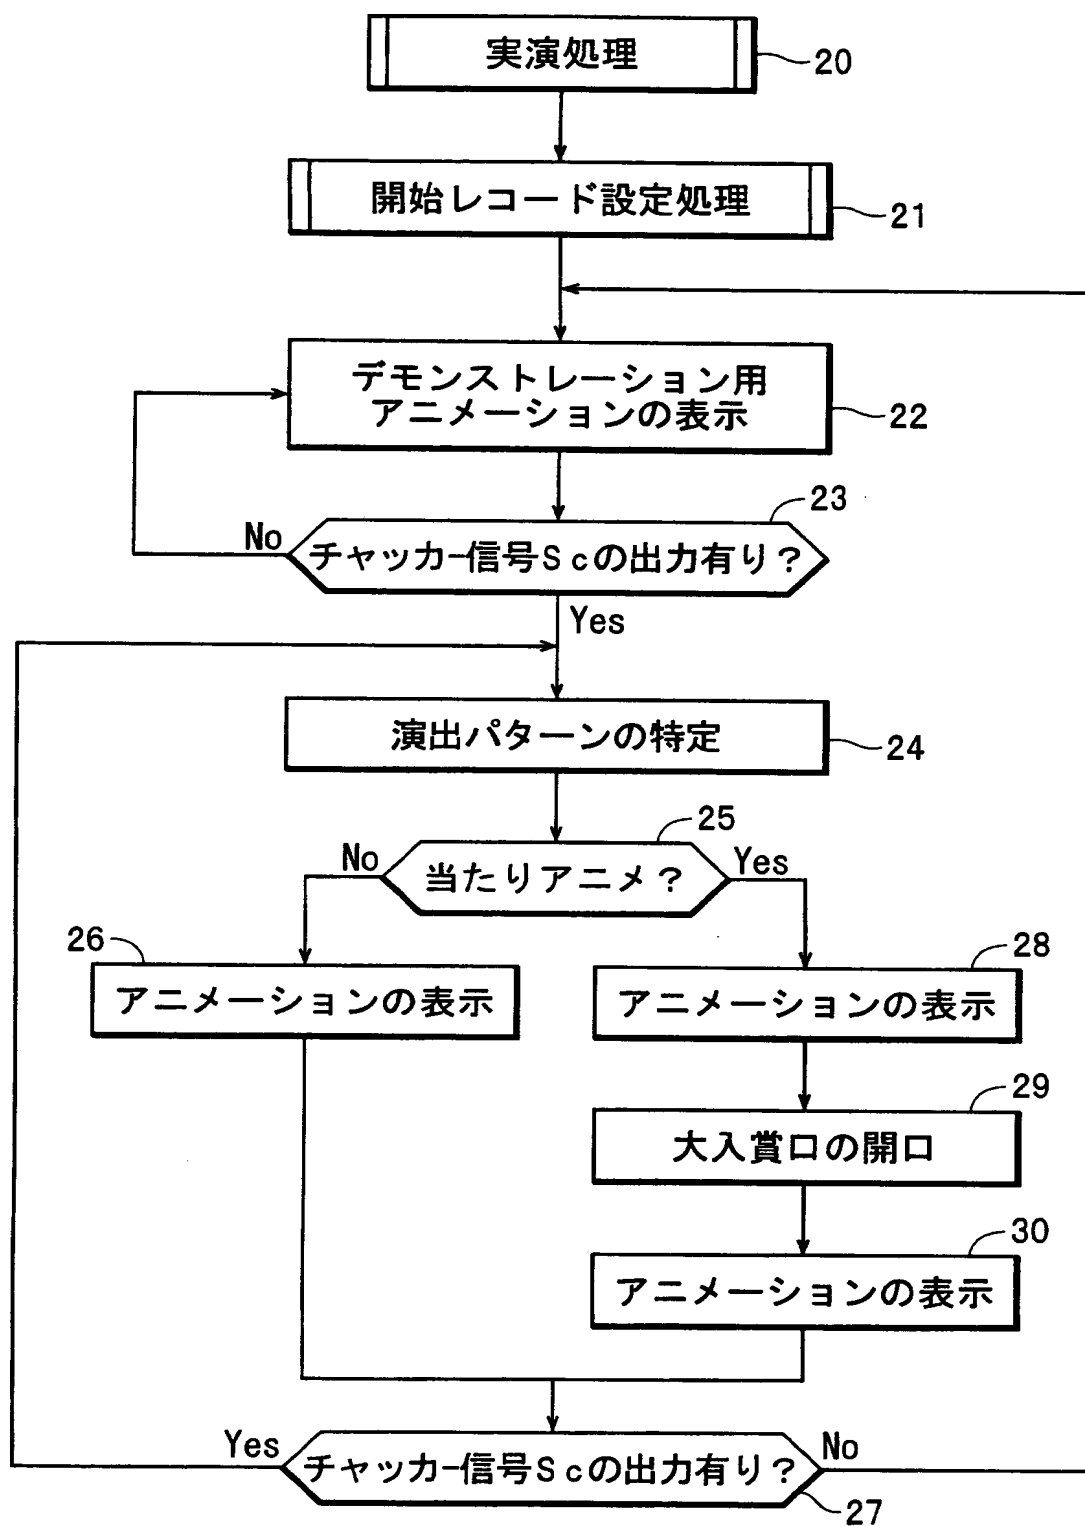 実演処理
20
開始レコード設定処理
21
デモンストレーション用
アニメーションの表示
22
23
No
チャッカー信号Scの出力有り?
Yes
演出パターンの特定
24
25
No
当たりアニメ?
Yes
26
アニメーションの表示
28
アニメーションの表示
29
大入賞口の開口
30
アニメーションの表示
Yes
チャッカー信号Scの出力有り?
No
27